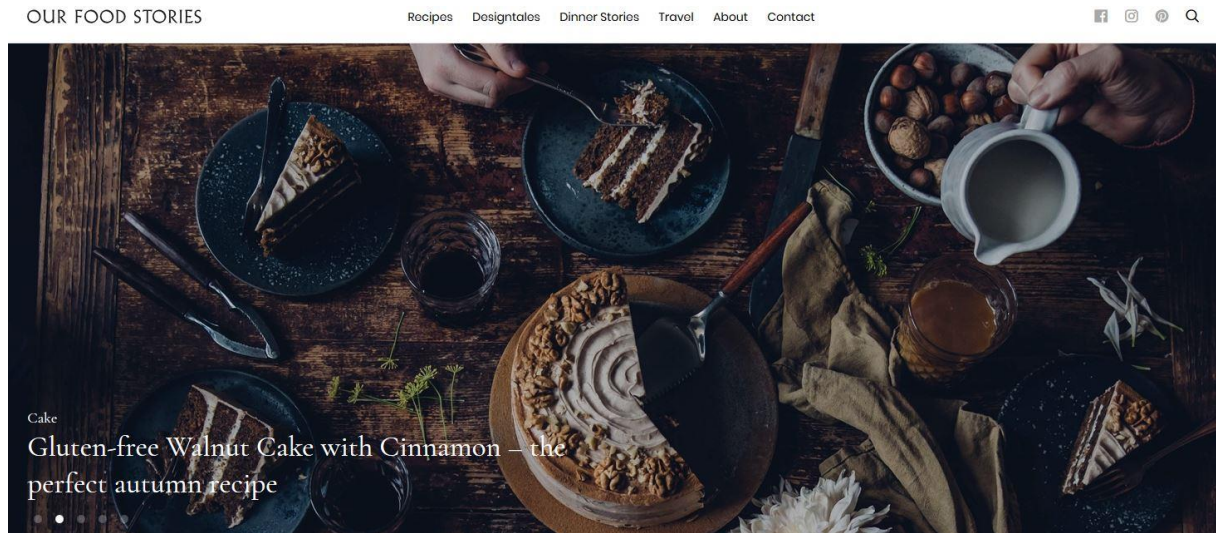 OUR FOOD STORIES
Recipes Designtales Dinner Stories Travel About Contact
Cake
Gluten-free Walnut Cake with Cinnamon – the
perfect autumn recipe